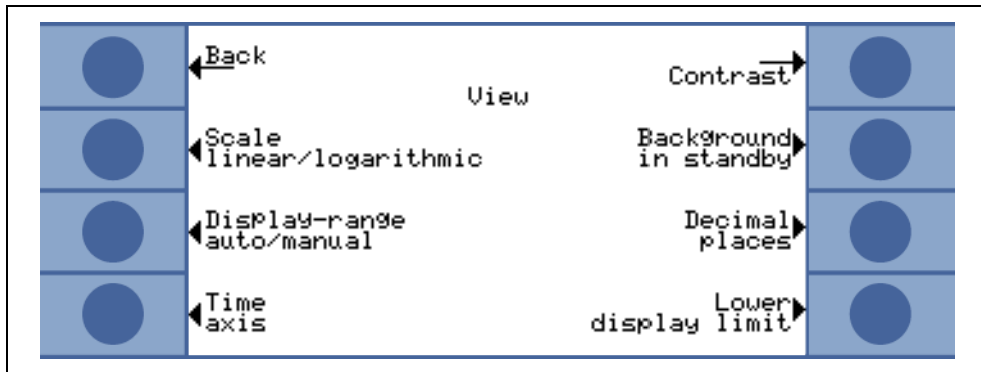 Back
Contrast
View
Scale
linear/logarithmic
Background
in standby
Display-range
auto/manual
Decimal
places
Time
axis
Lower
display limit